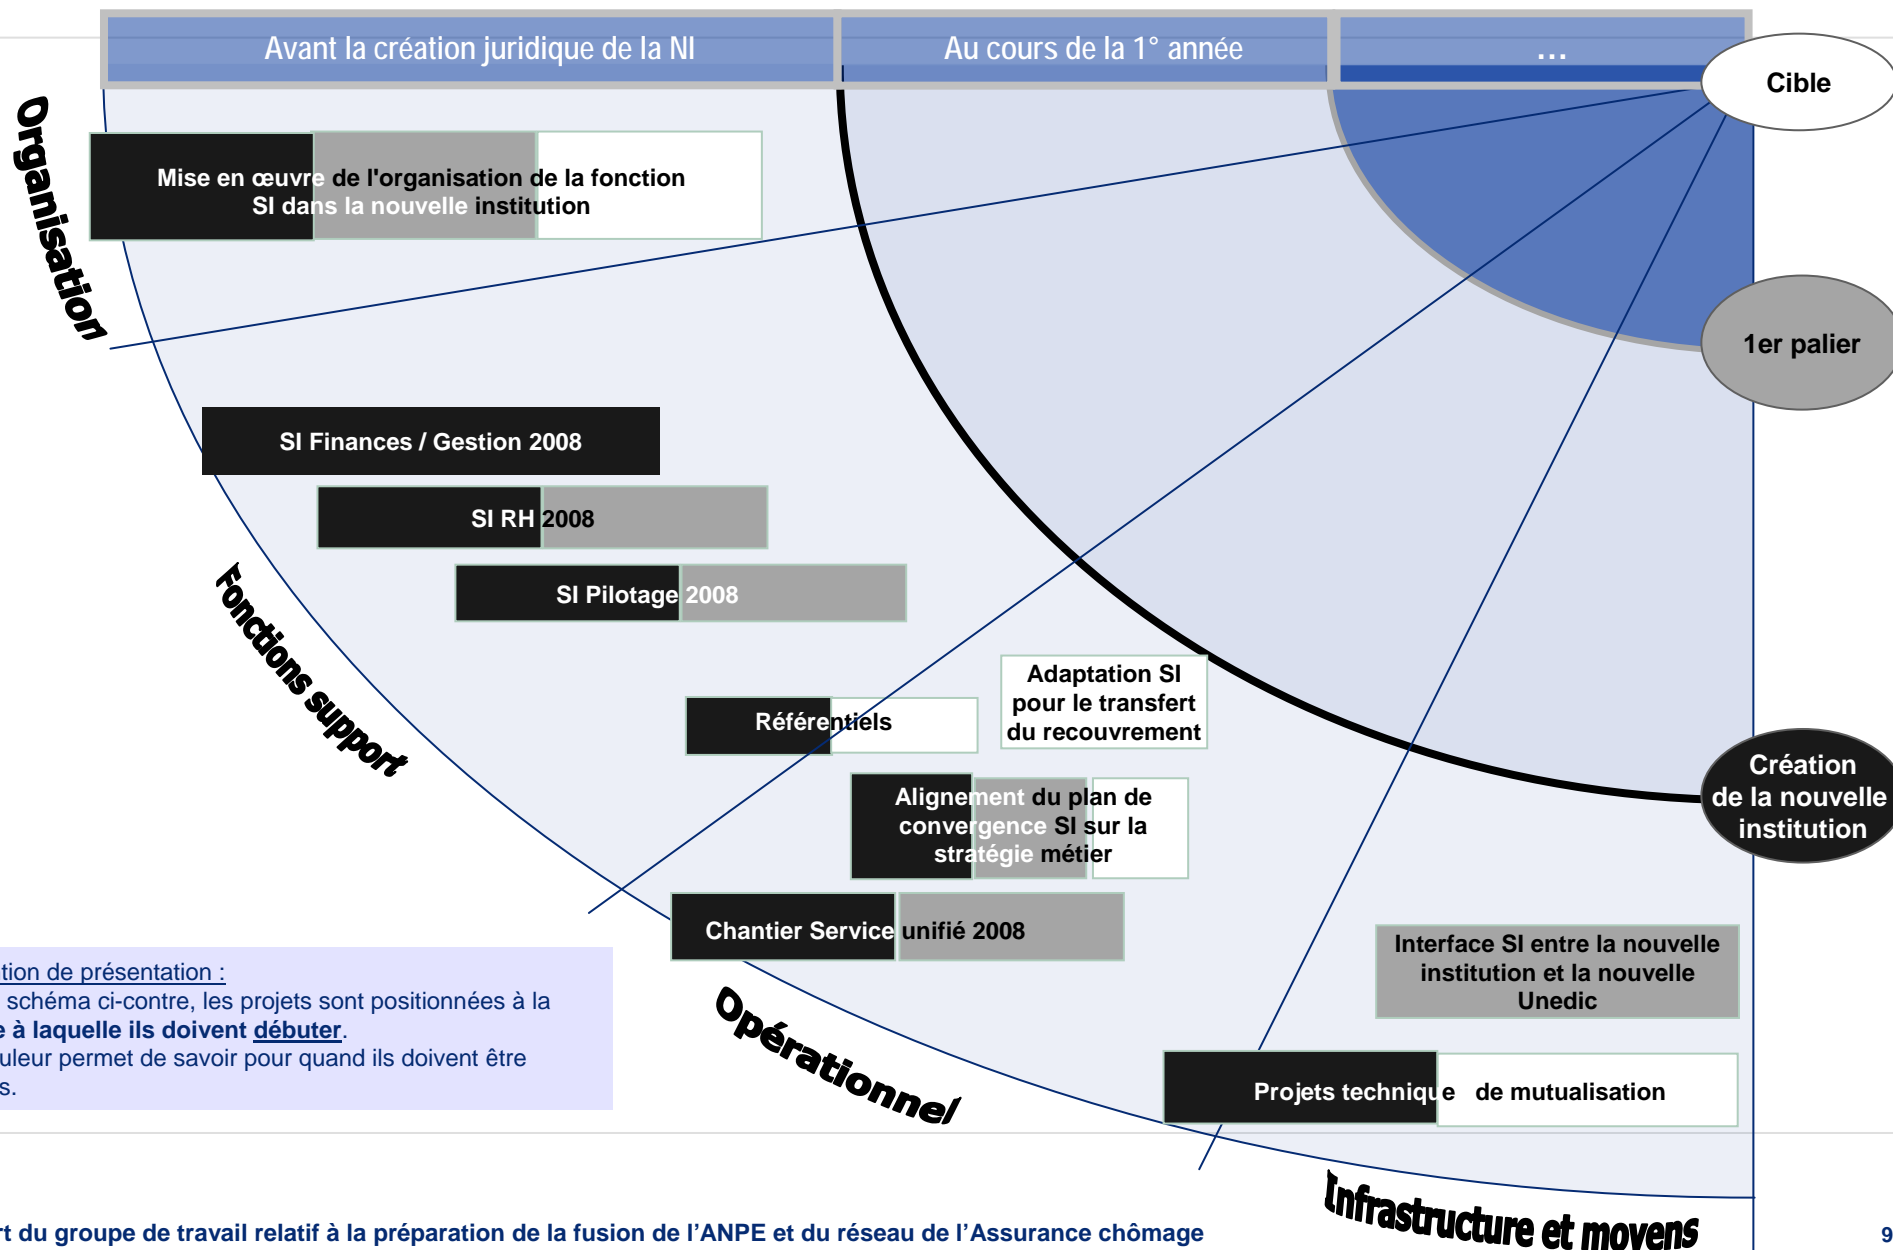 Avant la création juridique de la NI
Au cours de la 1° année
...
Cible
Organisation
Mise en œuvre de l'organisation de la fonction
SI dans la nouvelle institution
1er palier
SI Finances / Gestion 2008
SI RH 2008
SI Pilotage 2008
Fonctions support
Adaptation SI
pour le transfert
du recouvrement
Référentiels
Création
de la nouvelle
institution
Alignement du plan de
convergence SI sur la
stratégie métier
Chantier Service unifié 2008
Interface SI entre la nouvelle
institution et la nouvelle
Unedic
tion de présentation :
schéma ci-contre, les projets sont positionnées à la
e à laquelle ils doivent débuter.
uleur permet de savoir pour quand ils doivent être
s.
Opérationnel
Projets technique de mutualisation
Infrastructure et moyens
rt du groupe de travail relatif à la préparation de la fusion de l'ANPE et du réseau de l'Assurance chômage
9